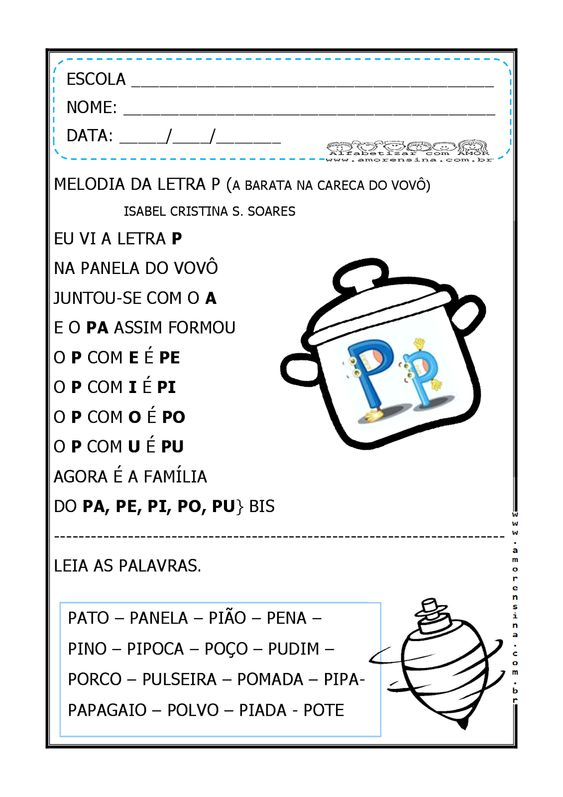 ESCOLA _______________________________________
NOME: ________________________________________
DATA: _____/____/_______
Alfabetizar com AMOR
www.amorensina.com.br
MELODIA DA LETRA P (A BARATA NA CARECA DO VOVÔ)
ISABEL CRISTINA S. SOARES
EU VI A LETRA P
NA PANELA DO VOVÔ
JUNTOU-SE COM O A
E O PA ASSIM FORMOU
O P COM E É PE
O P COM I É PI
O P COM O É PO
O P COM U É PU
AGORA É A FAMÍLIA
DO PA, PE, PI, PO, PU} BIS
P p
LEIA AS PALAVRAS.
PATO – PANELA – PIÃO – PENA –
PINO – PIPOCA – POÇO – PUDIM –
PORCO – PULSEIRA – POMADA – PIPA-
PAPAGAIO – POLVO – PIADA - POTE
www.amorensina.com.br